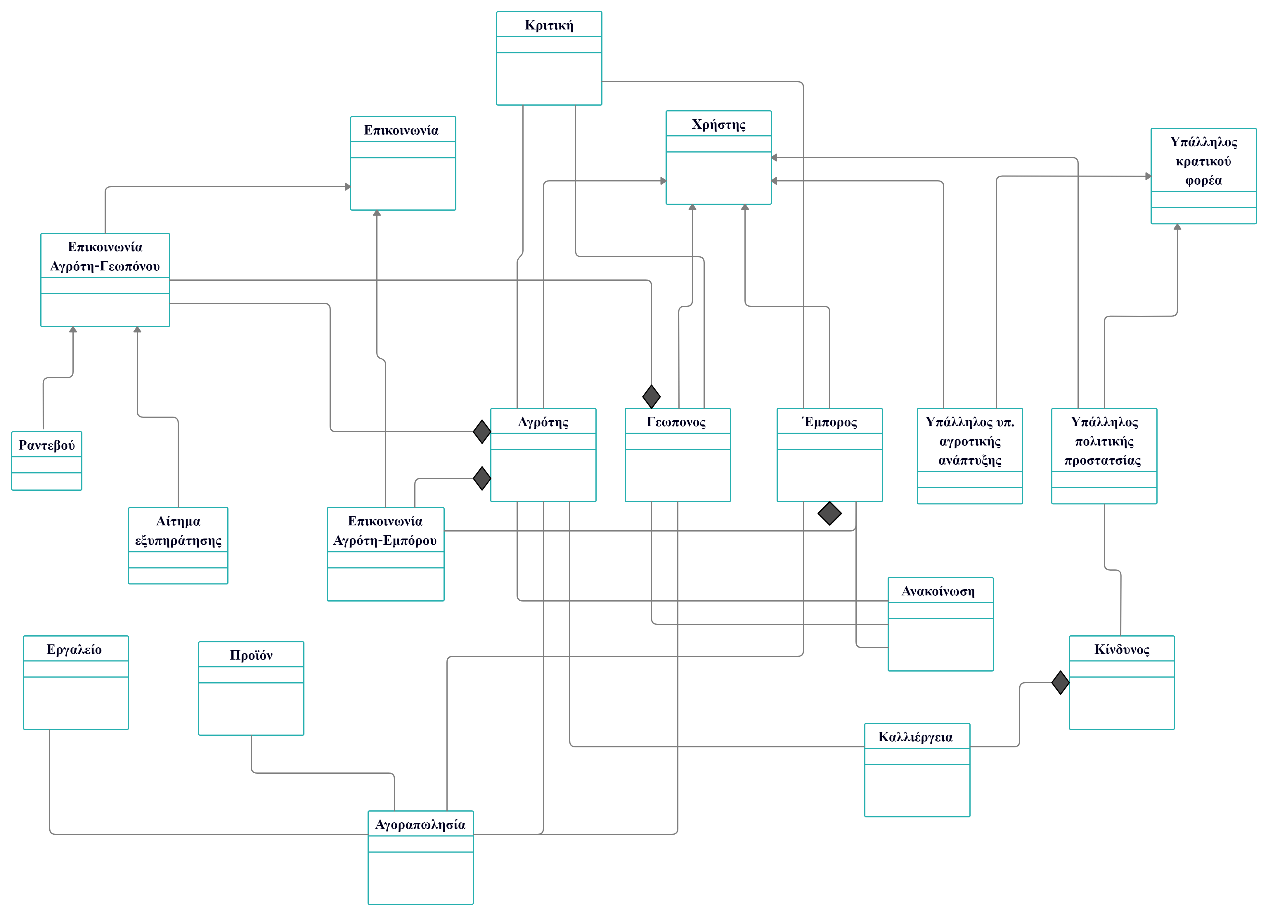 Κριτική
Επικοινωνία
Χρήστης
Υπάλληλος
κρατικού
φορέα
Επικοινωνία
Αγρότη-Γεωπόνου
Ραντεβού
Αγρότης
Γεωπονος
Έμπορος
Υπάλληλος υπ.
αγροτικής
ανάπτυξης
Υπάλληλος
πολιτικής
προστατσίας
Αίτημα
εξυπηράτησης
Επικοινωνία
Αγρότη-Εμπόρου
Ανακοίνωση
Εργαλείο
Προϊόν
Κίνδυνος
Καλλιέργεια
Αγοραπωλησία